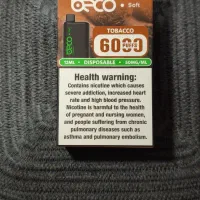 BECO Soft
TOBACCO
6000
PUFFS
BECO
12ML • DISPOSABLE • 50MG/ML
Health warning:
Contains nicotine which causes
severe addiction, increased heart
rate and high blood pressure.
Nicotine is harmful to the health of
pregnant and nursing women,
and people suffering from chronic
pulmonary diseases such as
asthma and pulmonary embolism.